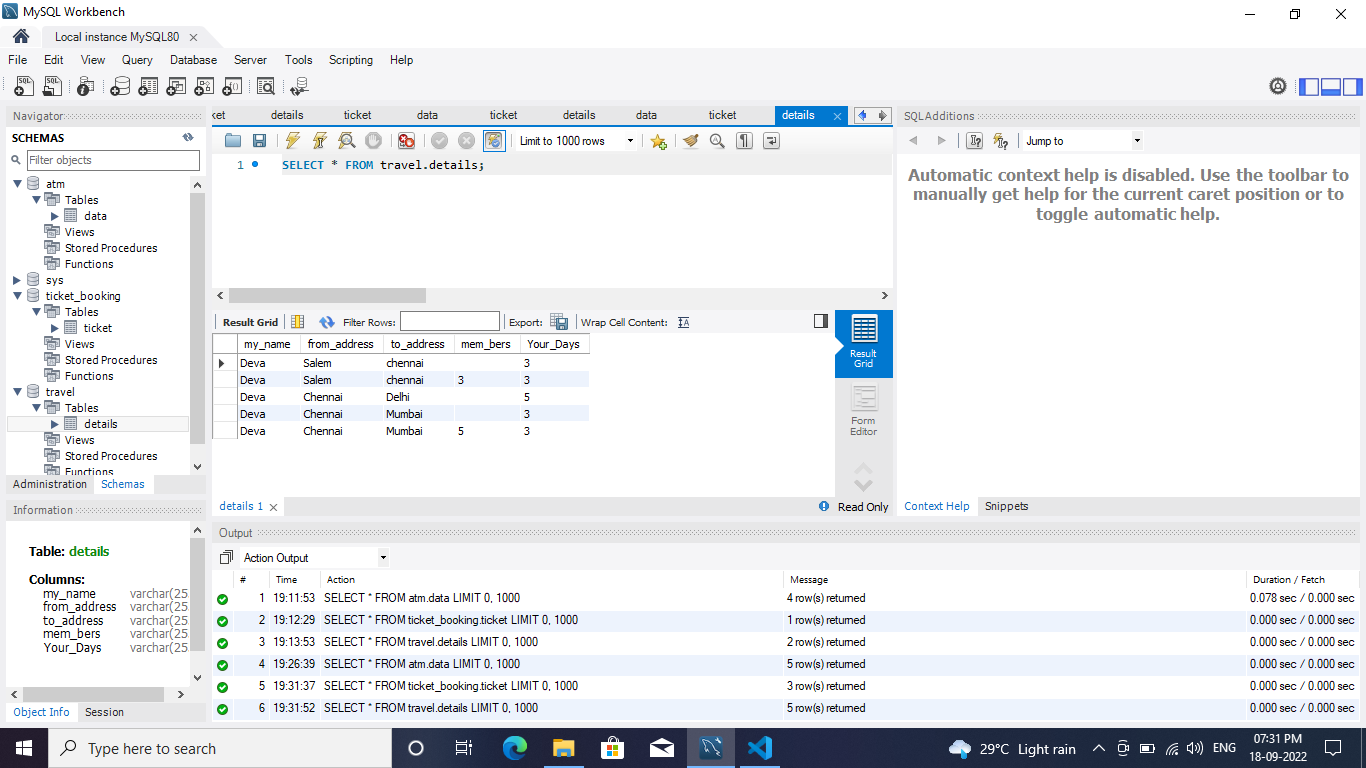 MySQL Workbench
Local instance MySQL80
File Edit View Query Database Server Tools Scripting Help
Navigator
SCHEMAS
Filter objects
atm
Tables
data
Views
Stored Procedures
Functions
sys
ticket_booking
Tables
ticket
Views
Stored Procedures
Functions
travel
Tables
details
Views
Stored Procedures
Functions
Administration Schemas
Information
Table: details
Columns:
my_name varchar(25
from_address varchar(25
to_address varchar(25
mem_bers varchar(25
Your_Days varchar(25
Object Info Session
ket details ticket data ticket details data ticket details
Limit to 1000 rows
1 SELECT * FROM travel.details;
Result Grid Filter Rows: Export: Wrap Cell Content:
my_name from_address to_address mem_bers Your_Days
Deva Salem chennai 3
Deva Salem chennai 3 3
Deva Chennai Delhi 5
Deva Chennai Mumbai 3
Deva Chennai Mumbai 5 3
Result
Grid
Form
Editor
details 1
Read Only
SQLAdditions
Jump to
Automatic context help is disabled. Use the toolbar to
manually get help for the current caret position or to
toggle automatic help.
Context Help Snippets
Output
Action Output
# Time Action Message Duration / Fetch
1 19:11:53 SELECT * FROM atm.data LIMIT 0, 1000 4 row(s) returned 0.078 sec / 0.000 sec
2 19:12:29 SELECT * FROM ticket_booking.ticket LIMIT 0, 1000 1 row(s) returned 0.000 sec / 0.000 sec
3 19:13:53 SELECT * FROM travel.details LIMIT 0, 1000 2 row(s) returned 0.000 sec / 0.000 sec
4 19:26:39 SELECT * FROM atm.data LIMIT 0, 1000 5 row(s) returned 0.000 sec / 0.000 sec
5 19:31:37 SELECT * FROM ticket_booking.ticket LIMIT 0, 1000 3 row(s) returned 0.000 sec / 0.000 sec
6 19:31:52 SELECT * FROM travel.details LIMIT 0, 1000 5 row(s) returned 0.000 sec / 0.000 sec
Type here to search
29°C Light rain
ENG
07:31 PM
18-09-2022